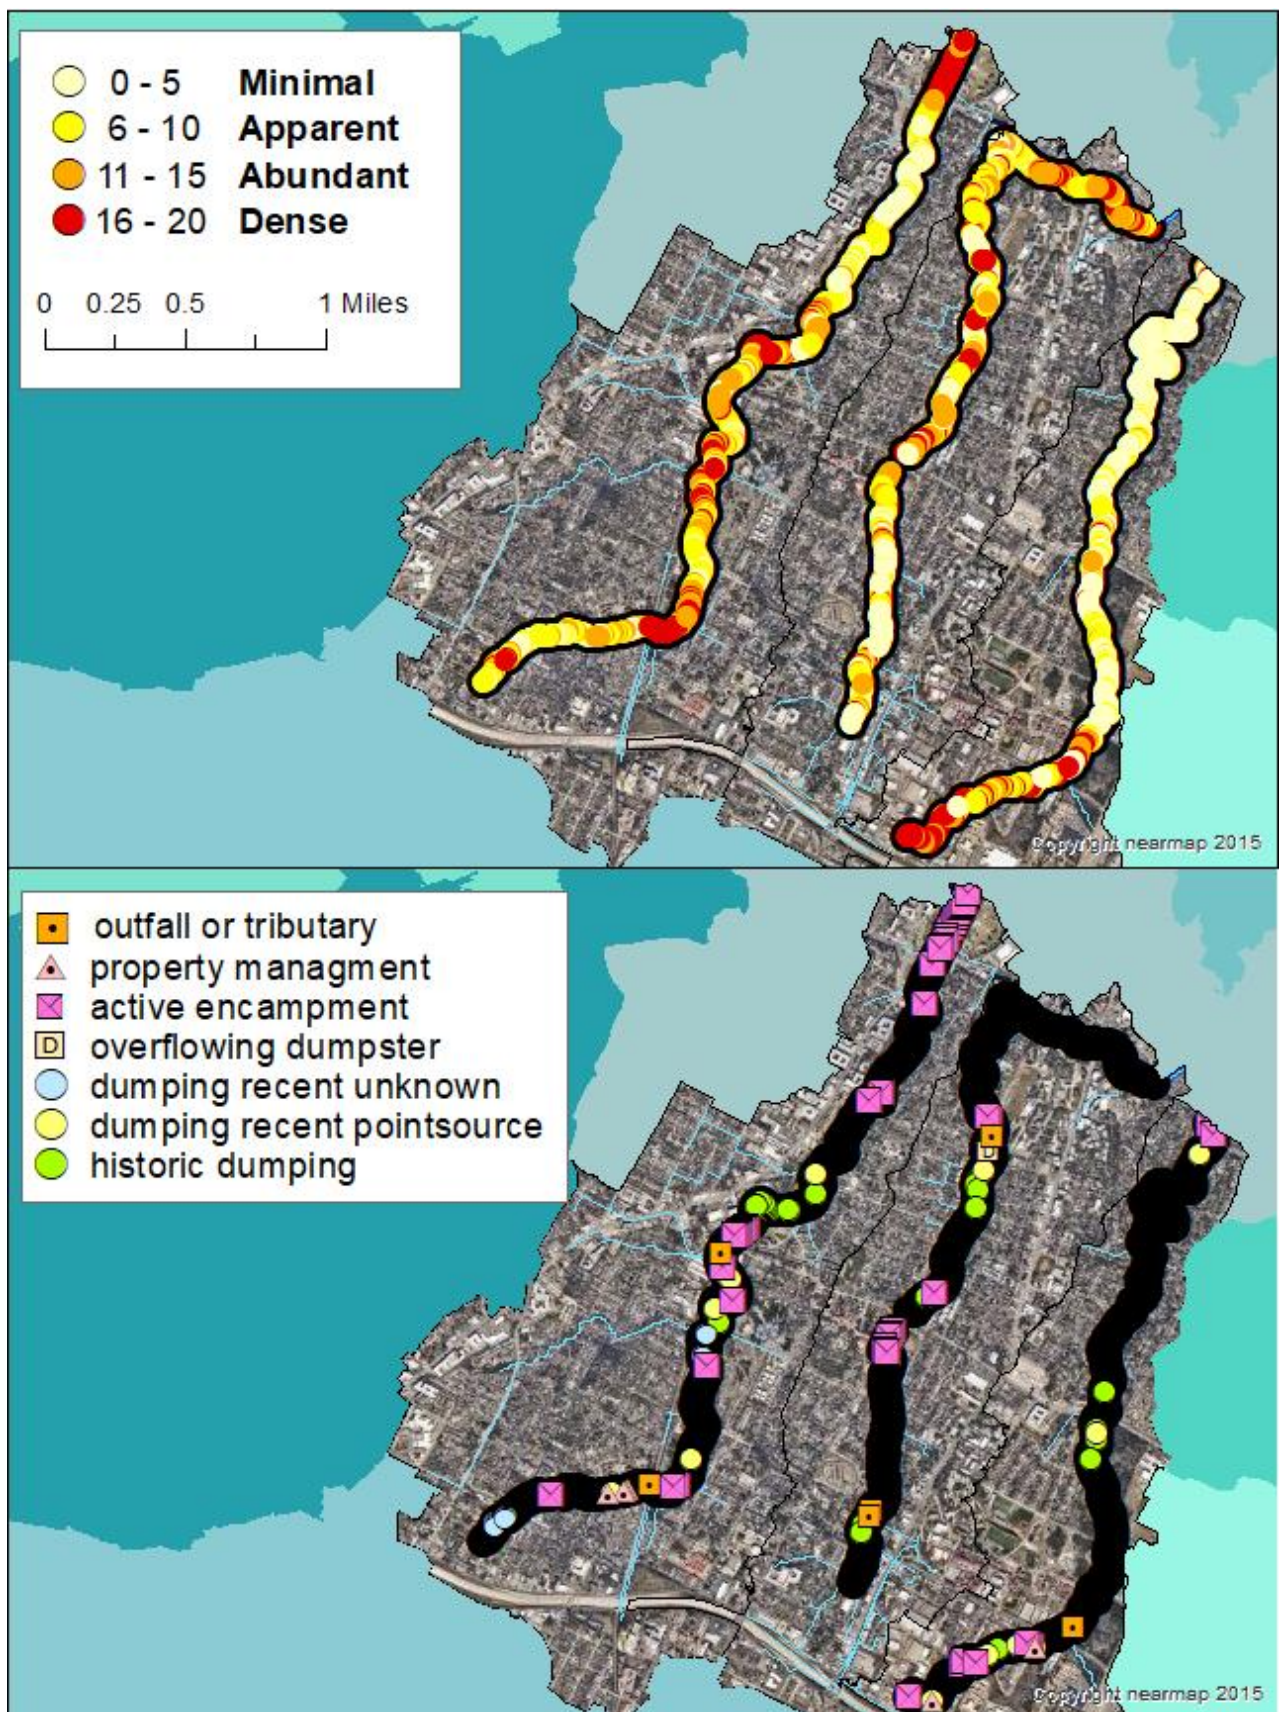 0 - 5 Minimal
6 - 10 Apparent
11 - 15 Abundant
16 - 20 Dense
0 0.25 0.5 1 Miles
Copyright nearmap 2015
outfall or tributary
property managment
active encampment
D overflowing dumpster
dumping recent unknown
dumping recent pointsource
historic dumping
D
Copyright nearmap 2015